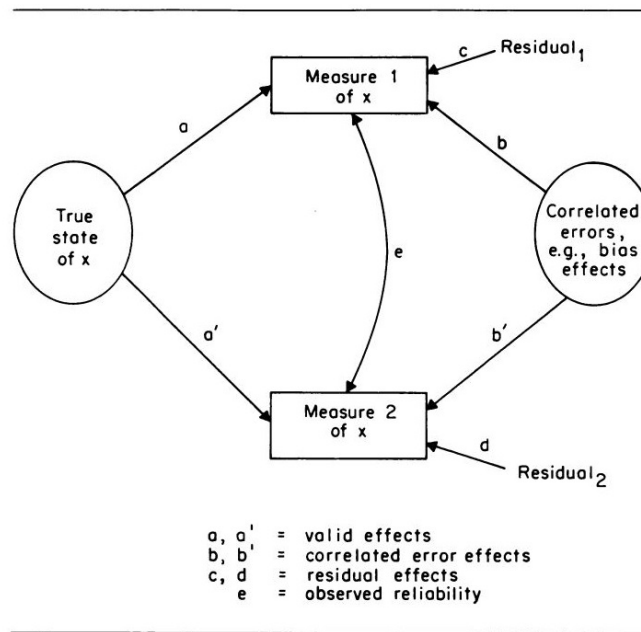 c
Residual1
Measure 1
of x
a
b
True
state
of x
Correlated
errors,
e.g., bias
effects
e
a'
b'
Measure 2
of x
d
Residual2
a, a' = valid effects
b, b' = correlated error effects
c, d = residual effects
e = observed reliability